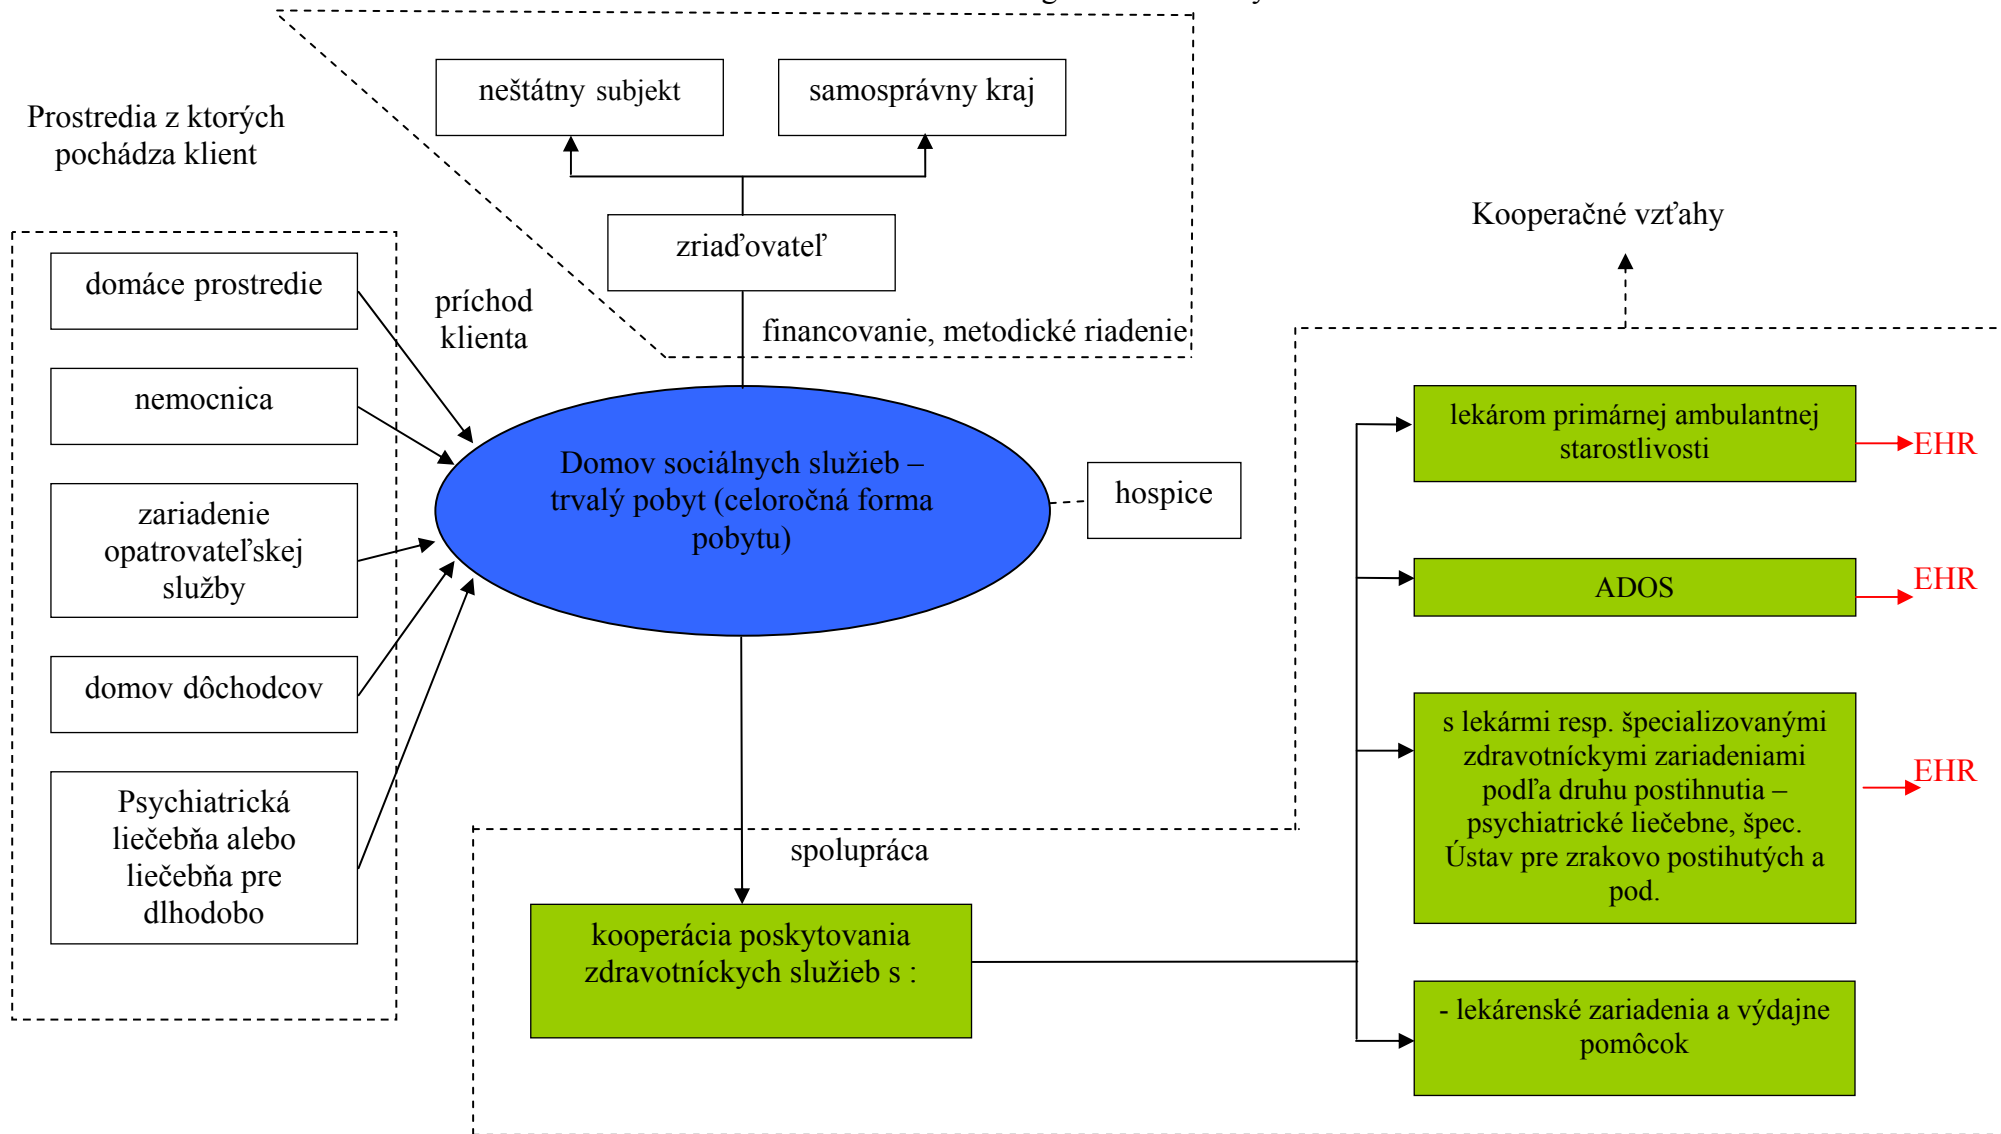 neštátny subjekt
samosprávny kraj
Prostredia z ktorých
pochádza klient
zriaďovateľ
Kooperačné vzťahy
domáce prostredie
príchod
klienta
financovanie, metodické riadenie
nemocnica
lekárom primárnej ambulantnej
starostlivosti
EHR
Domov sociálnych služieb –
trvalý pobyt (celoročná forma
pobytu)
hospice
zariadenie
opatrovateľskej
služby
ADOS
EHR
domov dôchodcov
s lekármi resp. špecializovanými
zdravotníckymi zariadeniami
podľa druhu postihnutia –
psychiatrické liečebne, špec.
Ústav pre zrakovo postihutých a
pod.
EHR
Psychiatrická
liečebňa alebo
liečebňa pre
dlhodobo
spolupráca
kooperácia poskytovania
zdravotníckych služieb s :
- lekárenské zariadenia a výdajne
pomôcok